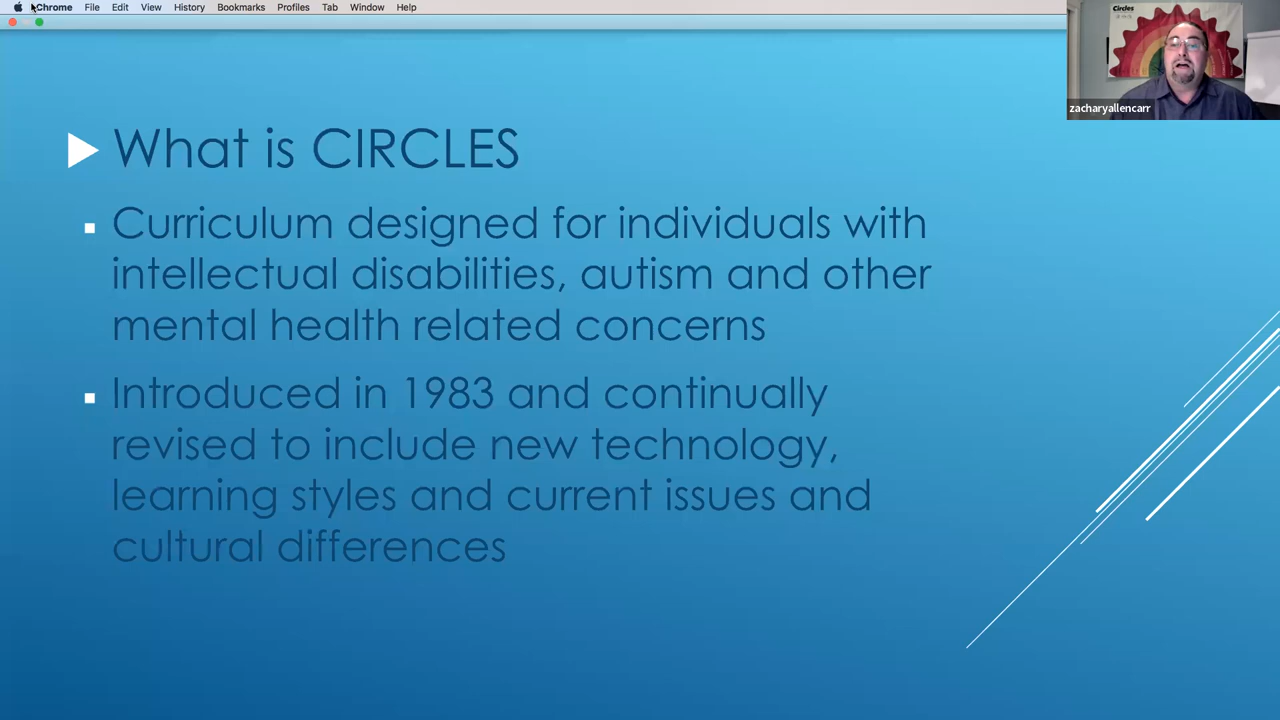 Chrome File Edit View History Bookmarks Profiles Tab Window Help
Circles
zacharyallencarr
What is CIRCLES
Curriculum designed for individuals with
intellectual disabilities, autism and other
mental health related concerns
Introduced in 1983 and continually
revised to include new technology,
learning styles and current issues and
cultural differences